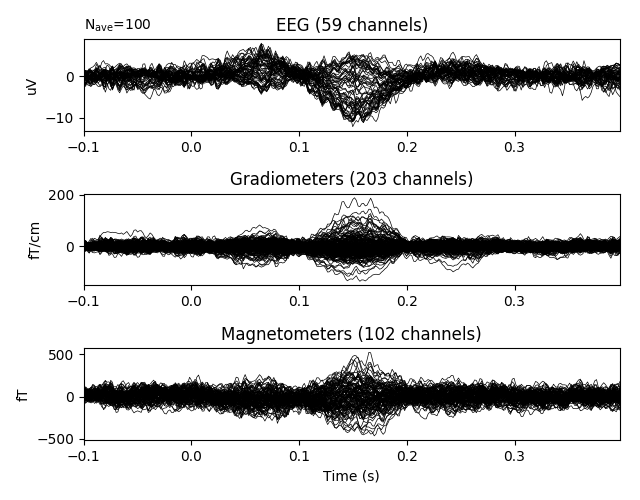 N_ave=100
EEG (59 channels)
uV
0
−10
−0.1 0.0 0.1 0.2 0.3
Gradiometers (203 channels)
fT/cm
200
0
−0.1 0.0 0.1 0.2 0.3
Magnetometers (102 channels)
fT
500
0
−500
−0.1 0.0 0.1 0.2 0.3
Time (s)